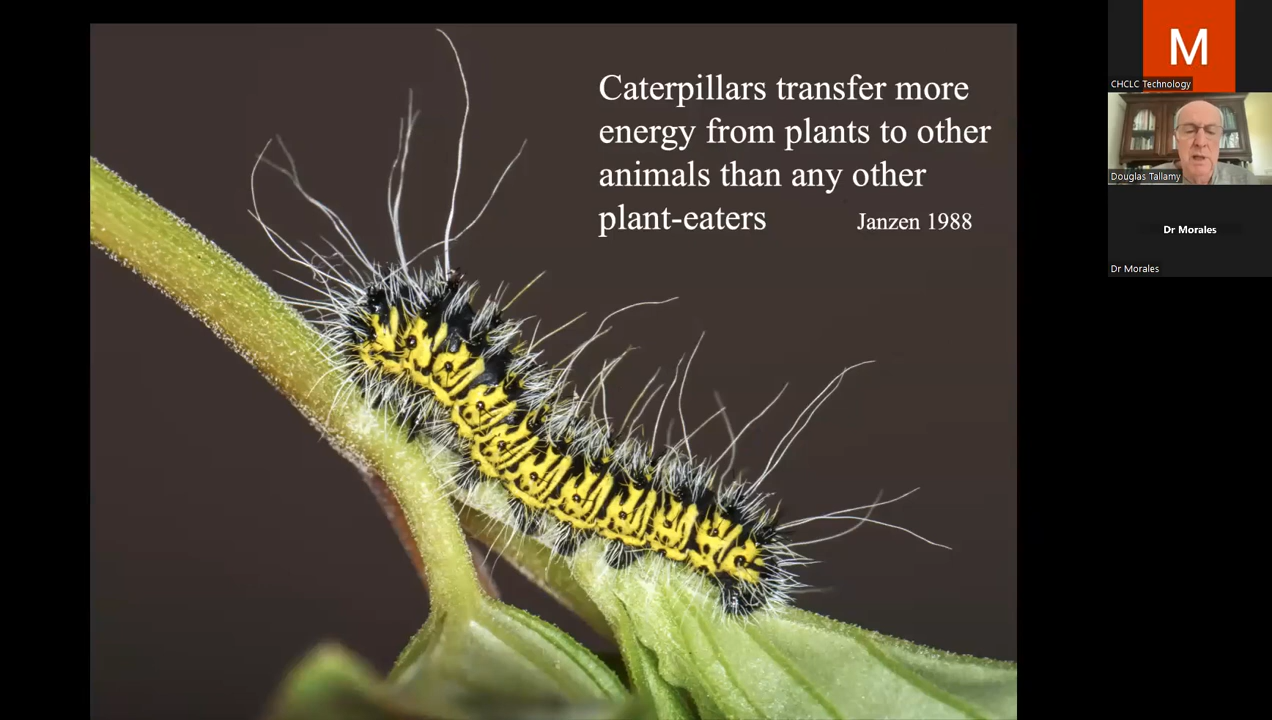 Caterpillars transfer more
energy from plants to other
animals than any other
plant-eaters Janzen 1988
M
CHCLC Technology
Douglas Tallamy
Dr Morales
Dr Morales